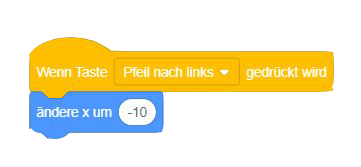 Wenn Taste Pfeil nach links gedrückt wird
ändere x um -10